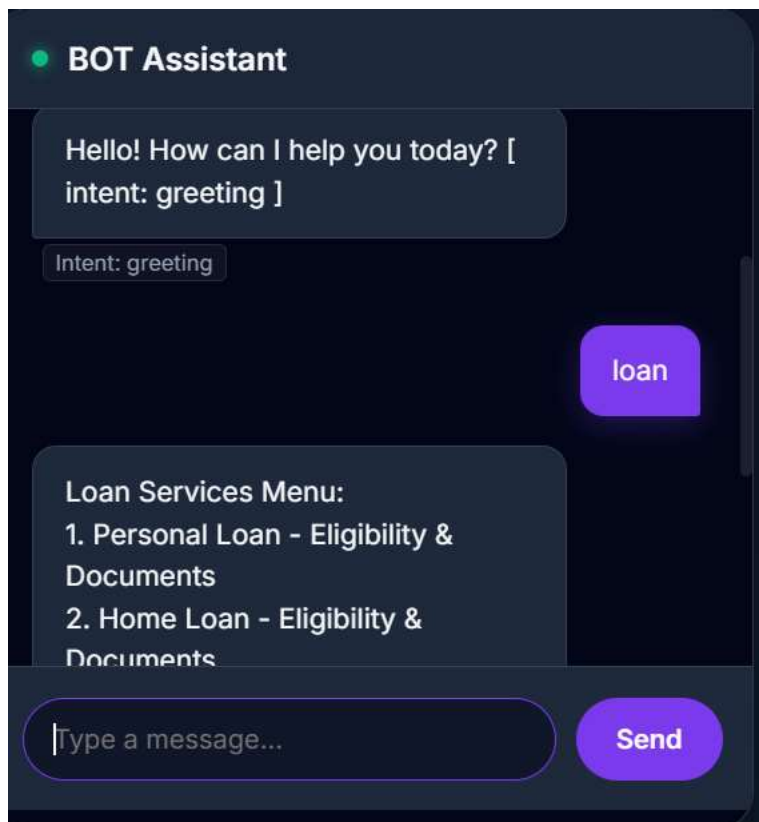 BOT Assistant
Hello! How can I help you today? [
intent: greeting ]
Intent: greeting
loan
Loan Services Menu:
1. Personal Loan - Eligibility &
Documents
2. Home Loan - Eligibility &
Documents
Type a message...
Send